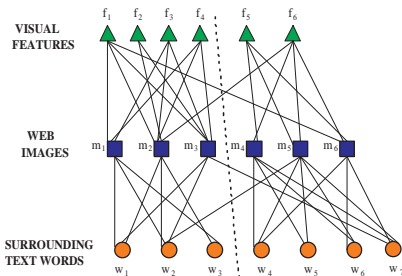 f1 f2 f3 f4 f5 f6
VISUAL
FEATURES
WEB
IMAGES
m1 m2 m3 m4 m5 m6
SURROUNDING
TEXT WORDS
w1 w2 w3 w4 w5 w6 w7